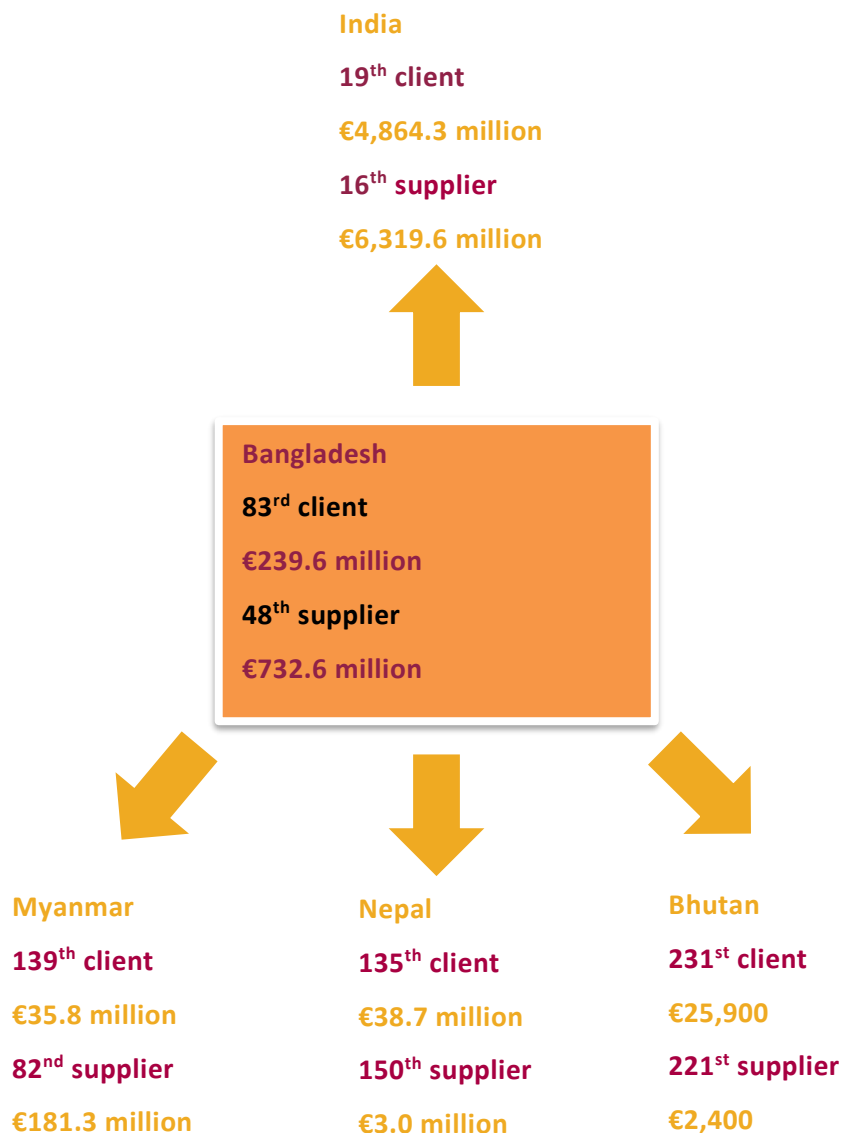 India
19th client
€4,864.3 million
16th supplier
€6,319.6 million
Bangladesh
83rd client
€239.6 million
48th supplier
€732.6 million
Myanmar
139th client
€35.8 million
82nd supplier
€181.3 million
Nepal
135th client
€38.7 million
150th supplier
€3.0 million
Bhutan
231st client
€25,900
221st supplier
€2,400